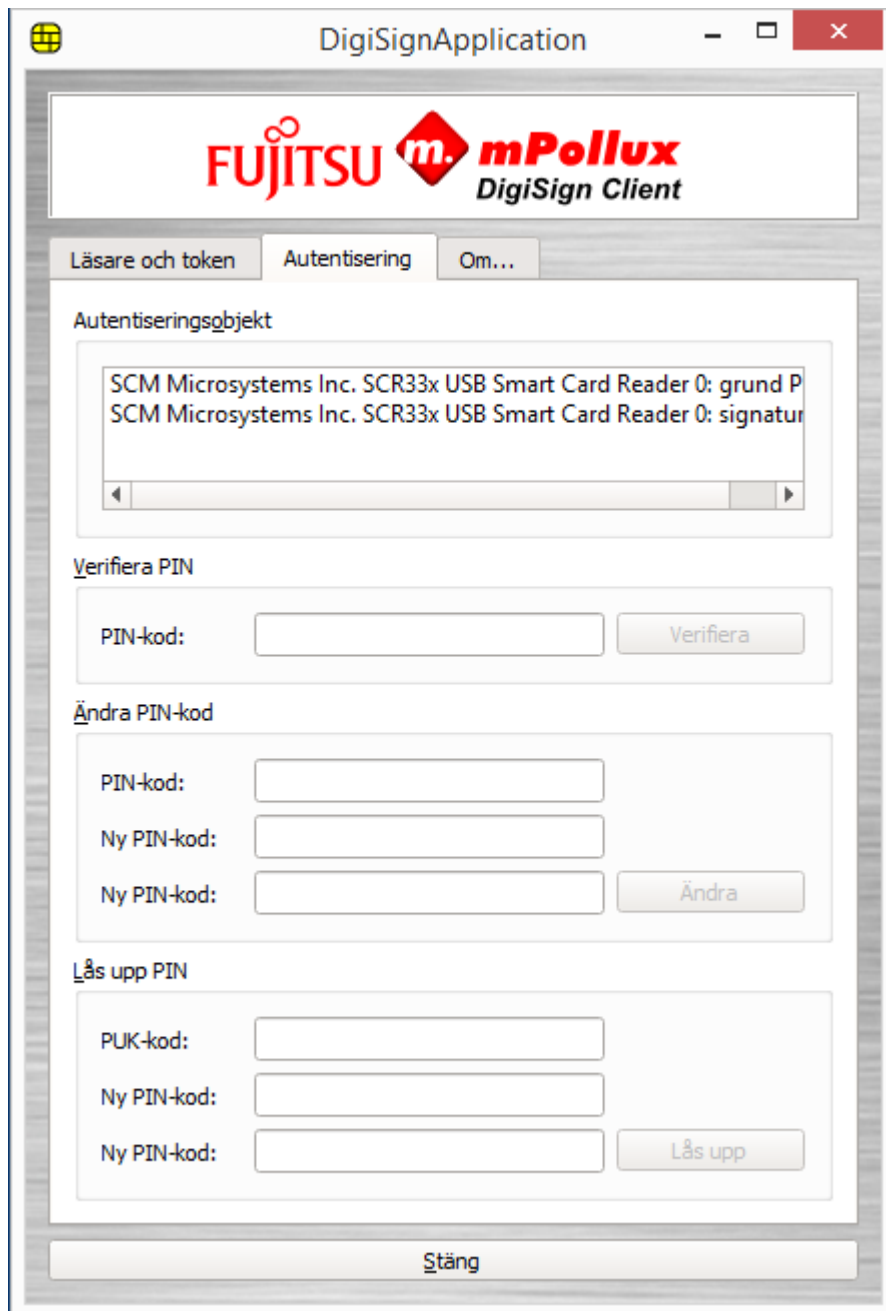 DigiSignApplication
FUJITSU m. mPollux
DigiSign Client
Läsare och token Autentisering Om...
Autentiseringsobjekt
SCM Microsystems Inc. SCR33x USB Smart Card Reader 0: grund P
SCM Microsystems Inc. SCR33x USB Smart Card Reader 0: signatur
Verifiera PIN
PIN-kod: Verifiera
Ändra PIN-kod
PIN-kod:
Ny PIN-kod:
Ny PIN-kod: Ändra
Lås upp PIN
PUK-kod:
Ny PIN-kod:
Ny PIN-kod: Lås upp
Stäng